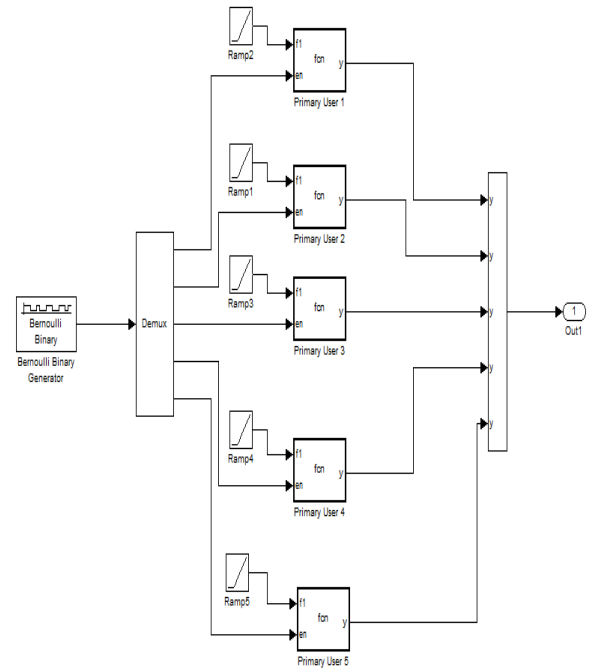 Ramp2
f1
en
fcn
y
Primary User 1
Ramp1
f1
en
fcn
y
Primary User 2
Ramp3
f1
en
fcn
y
Primary User 3
Bernoulli
Binary
Bernoulli Binary
Generator
Demux
y
y
y
y
y
1
Out1
Ramp4
f1
en
fcn
y
Primary User 4
Ramp5
f1
en
fcn
y
Primary User 5